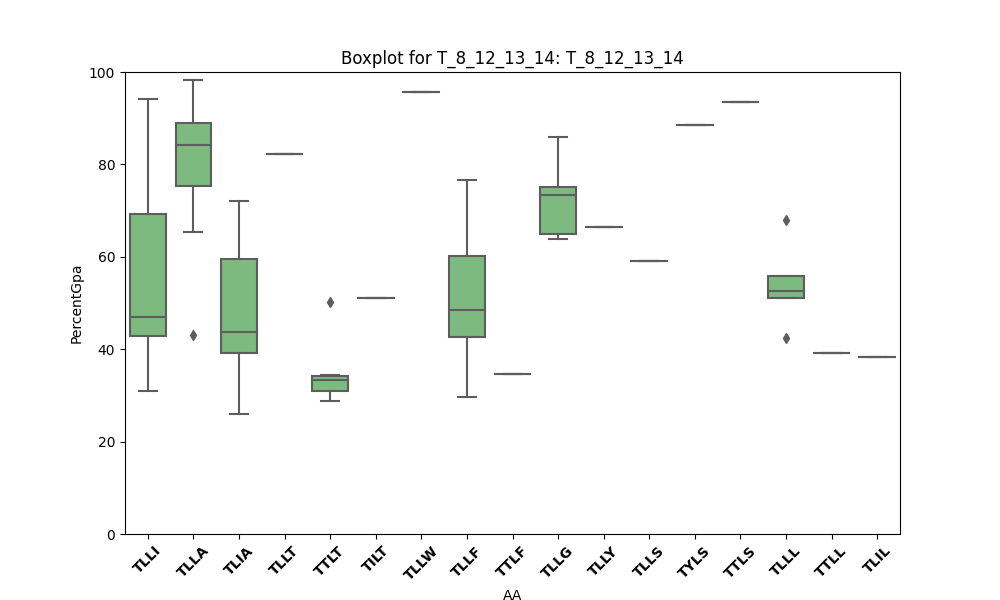 Boxplot for T_8_12_13_14: T_8_12_13_14
100
80
60
40
20
0
PercentGpa
TLLI TLLA TLIA TLLT TTLT TILT TLLW TLLF TTLF TLLG TLLY TLLS TYLS TTLS TLLL TTLL TLIL
AA